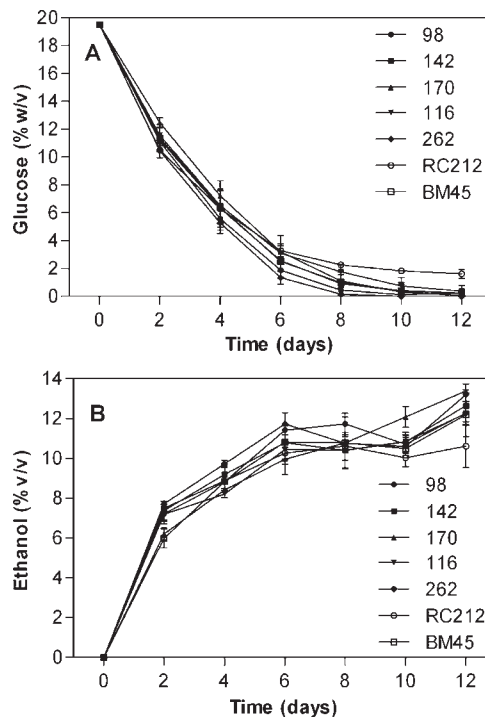 A
Glucose (% w/v)
20
18
16
14
12
10
8
6
4
2
0
98
142
170
116
262
RC212
BM45
0 2 4 6 8 10 12
Time (days)
B
Ethanol (% v/v)
14
12
10
8
6
4
2
0
98
142
170
116
262
RC212
BM45
0 2 4 6 8 10 12
Time (days)